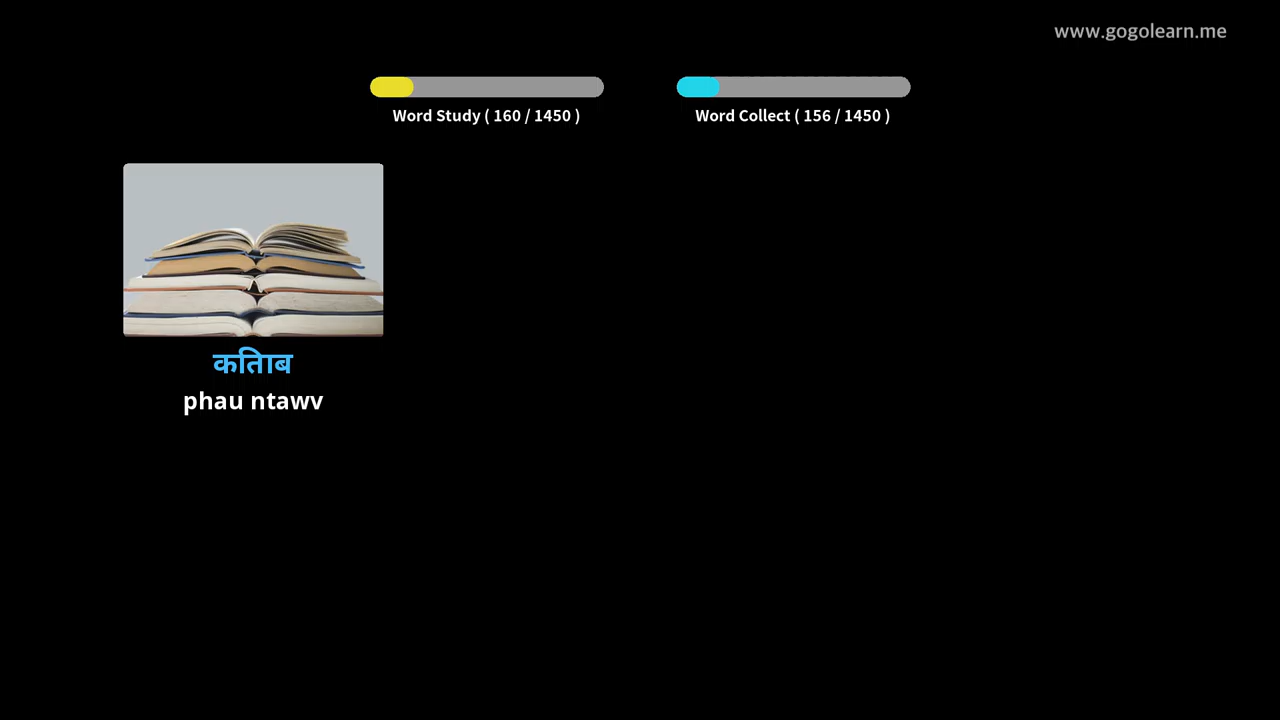 www.gogolearn.me
Word Study ( 160 / 1450 )
Word Collect ( 156 / 1450 )
किताब
phau ntawv